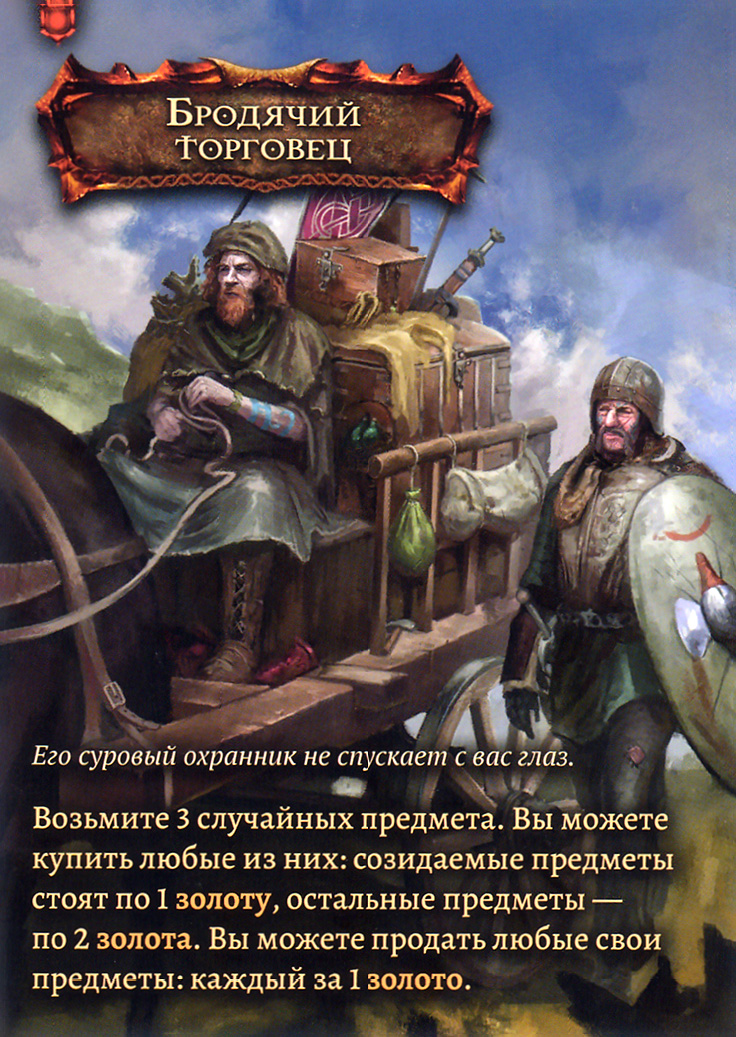 Бродячий
торговец
Его суровый охранник не спускает с вас глаз.
Возьмите 3 случайных предмета. Вы можете
купить любые из них: созидаемые предметы
стоят по 1 золоту, остальные предметы —
по 2 золота. Вы можете продать любые свои
предметы: каждый за 1 золото.